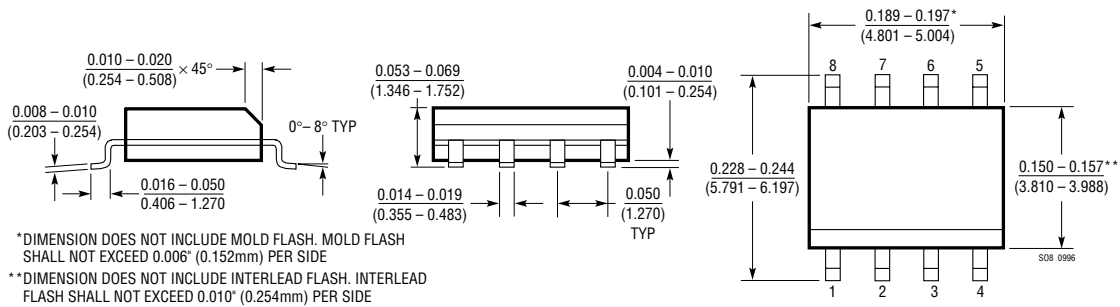 0.010 – 0.020
(0.254 – 0.508)
× 45°
0.008 – 0.010
(0.203 – 0.254)
0°– 8° TYP
0.016 – 0.050
0.406 – 1.270
*DIMENSION DOES NOT INCLUDE MOLD FLASH. MOLD FLASH
SHALL NOT EXCEED 0.006" (0.152mm) PER SIDE
**DIMENSION DOES NOT INCLUDE INTERLEAD FLASH. INTERLEAD
FLASH SHALL NOT EXCEED 0.010" (0.254mm) PER SIDE
0.053 – 0.069
(1.346 – 1.752)
0.004 – 0.010
(0.101 – 0.254)
0.014 – 0.019
(0.355 – 0.483)
0.050
(1.270)
TYP
0.189 – 0.197*
(4.801 – 5.004)
8 7 6 5
0.228 – 0.244
(5.791 – 6.197)
0.150 – 0.157**
(3.810 – 3.988)
1 2 3 4
SO8 0996